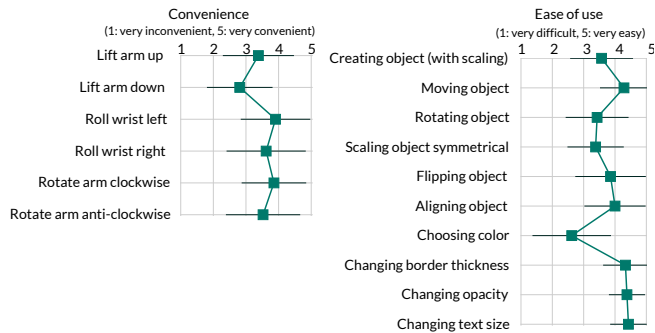 Convenience
(1: very inconvenient, 5: very convenient)
1 2 3 4 5
Lift arm up
Lift arm down
Roll wrist left
Roll wrist right
Rotate arm clockwise
Rotate arm anti-clockwise
Ease of use
(1: very difficult, 5: very easy)
1 2 3 4 5
Creating object (with scaling)
Moving object
Rotating object
Scaling object symmetrical
Flipping object
Aligning object
Choosing color
Changing border thickness
Changing opacity
Changing text size